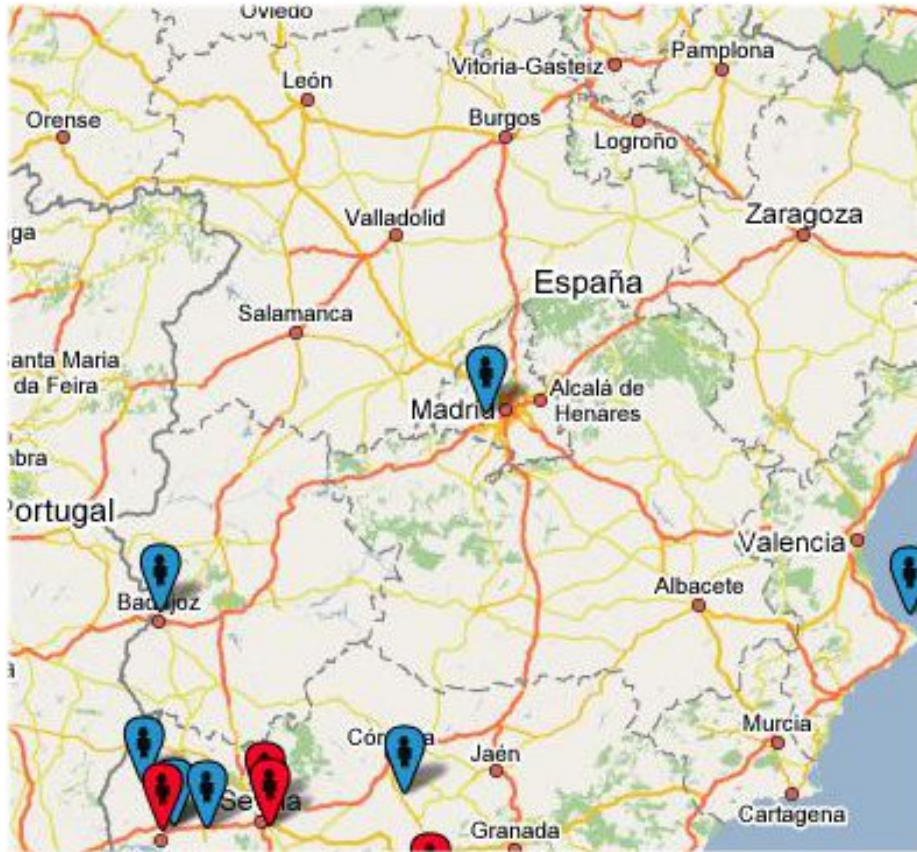 Oviedo
Pamplona
Vitoria-Gasteiz
León
Orense
Burgos
Logroño
Valladolid
Zaragoza
España
Salamanca
Santa Maria
da Feira
Alcalá de
Henares
Madrid
Portugal
Valencia
Albacete
Badajoz
Murcia
Jaén
Cartagena
Granada